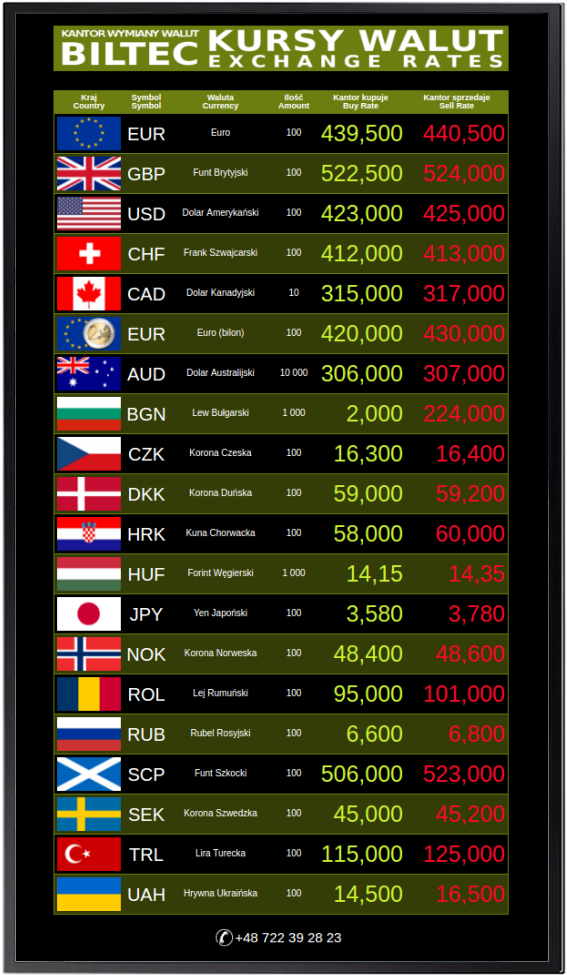 KANTOR WYMIANY WALUT
BILTEC
KURSY WALUT
EXCHANGE RATES
Kraj Symbol Waluta Ilość Kantor kupuje Kantor sprzedaje
Country Symbol Currency Amount Buy Rate Sell Rate
EUR Euro 100 439,500 440,500
GBP Funt Brytyjski 100 522,500 524,000
USD Dolar Amerykański 100 423,000 425,000
CHF Frank Szwajcarski 100 412,000 413,000
CAD Dolar Kanadyjski 10 315,000 317,000
EUR Euro (bilon) 100 420,000 430,000
AUD Dolar Australijski 10 000 306,000 307,000
BGN Lew Bułgarski 1 000 2,000 224,000
CZK Korona Czeska 100 16,300 16,400
DKK Korona Duńska 100 59,000 59,200
HRK Kuna Chorwacka 100 58,000 60,000
HUF Forint Węgierski 1 000 14,15 14,35
JPY Yen Japoński 100 3,580 3,780
NOK Korona Norweska 100 48,400 48,600
ROL Lej Rumuński 100 95,000 101,000
RUB Rubel Rosyjski 100 6,600 6,800
SCP Funt Szkocki 100 506,000 523,000
SEK Korona Szwedzka 100 45,000 45,200
TRL Lira Turecka 100 115,000 125,000
UAH Hrywna Ukraińska 100 14,500 16,500
✆+48 722 39 28 23